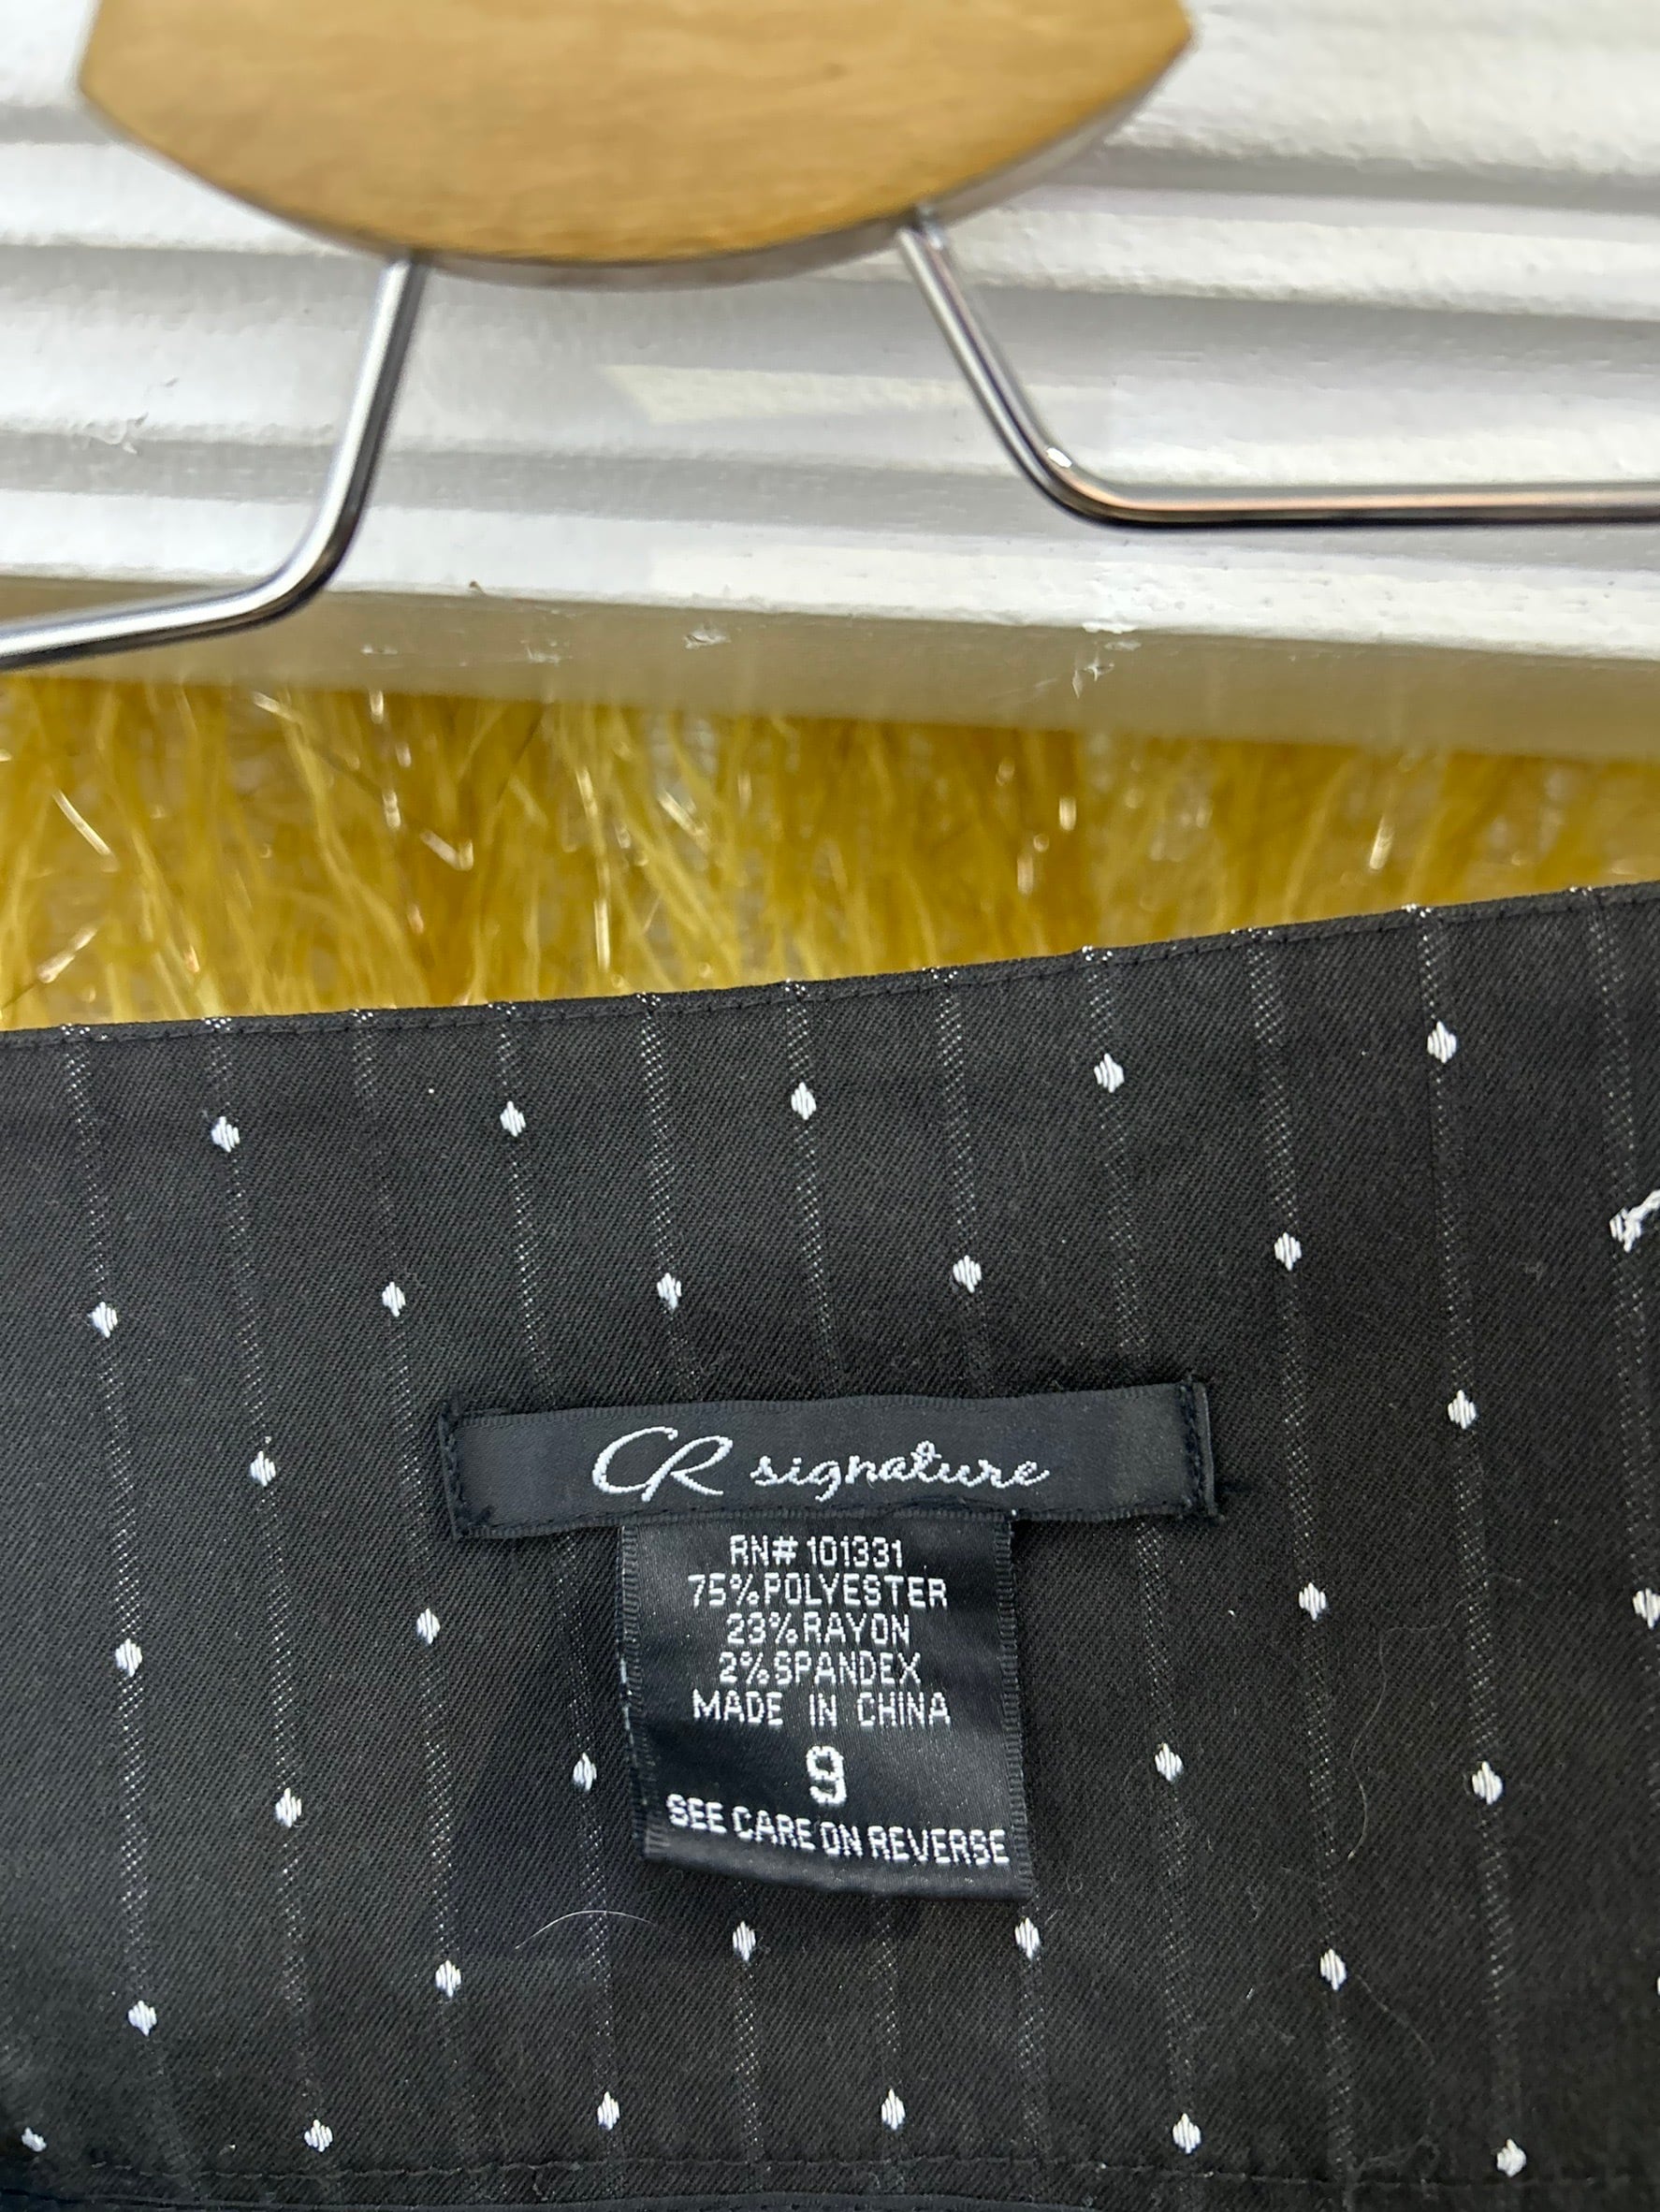 CR signature
RN# 101331
75% POLYESTER
23% RAYON
2% SPANDEX
MADE IN CHINA
9
SEE CARE ON REVERSE